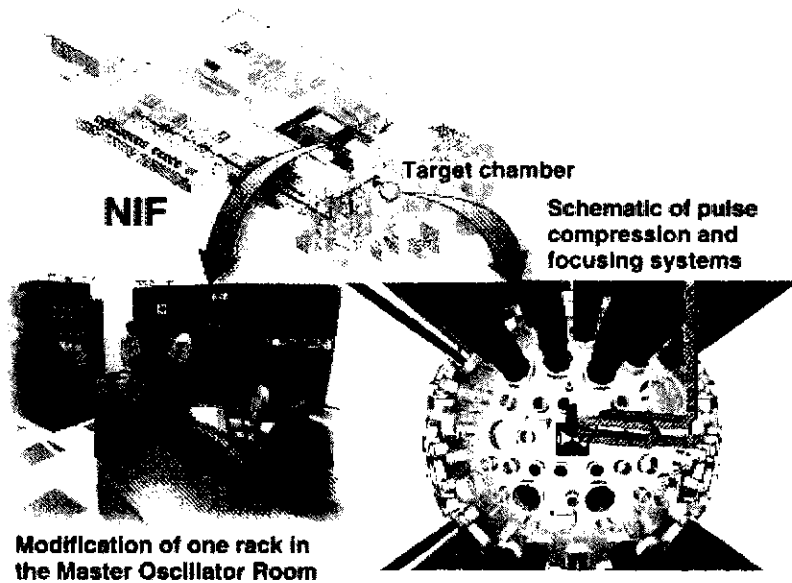 NIF
Target chamber
Schematic of pulse
compression and
focusing systems
Modification of one rack in
the Master Oscillator Room